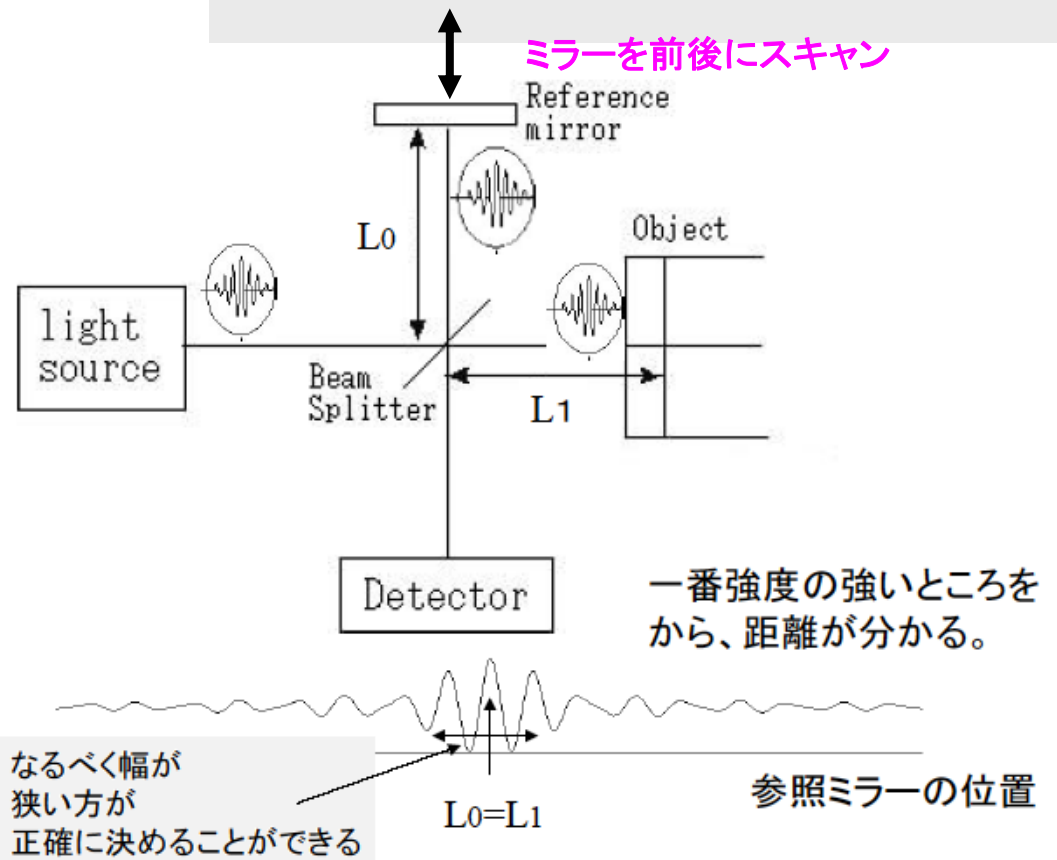 ミラーを前後にスキャン
Reference
mirror
L0
Object
light
source
Beam
Splitter
L1
Detector
一番強度の強いところを
から、距離が分かる。
なるべく幅が
狭い方が
正確に決めることができる
L0=L1
参照ミラーの位置